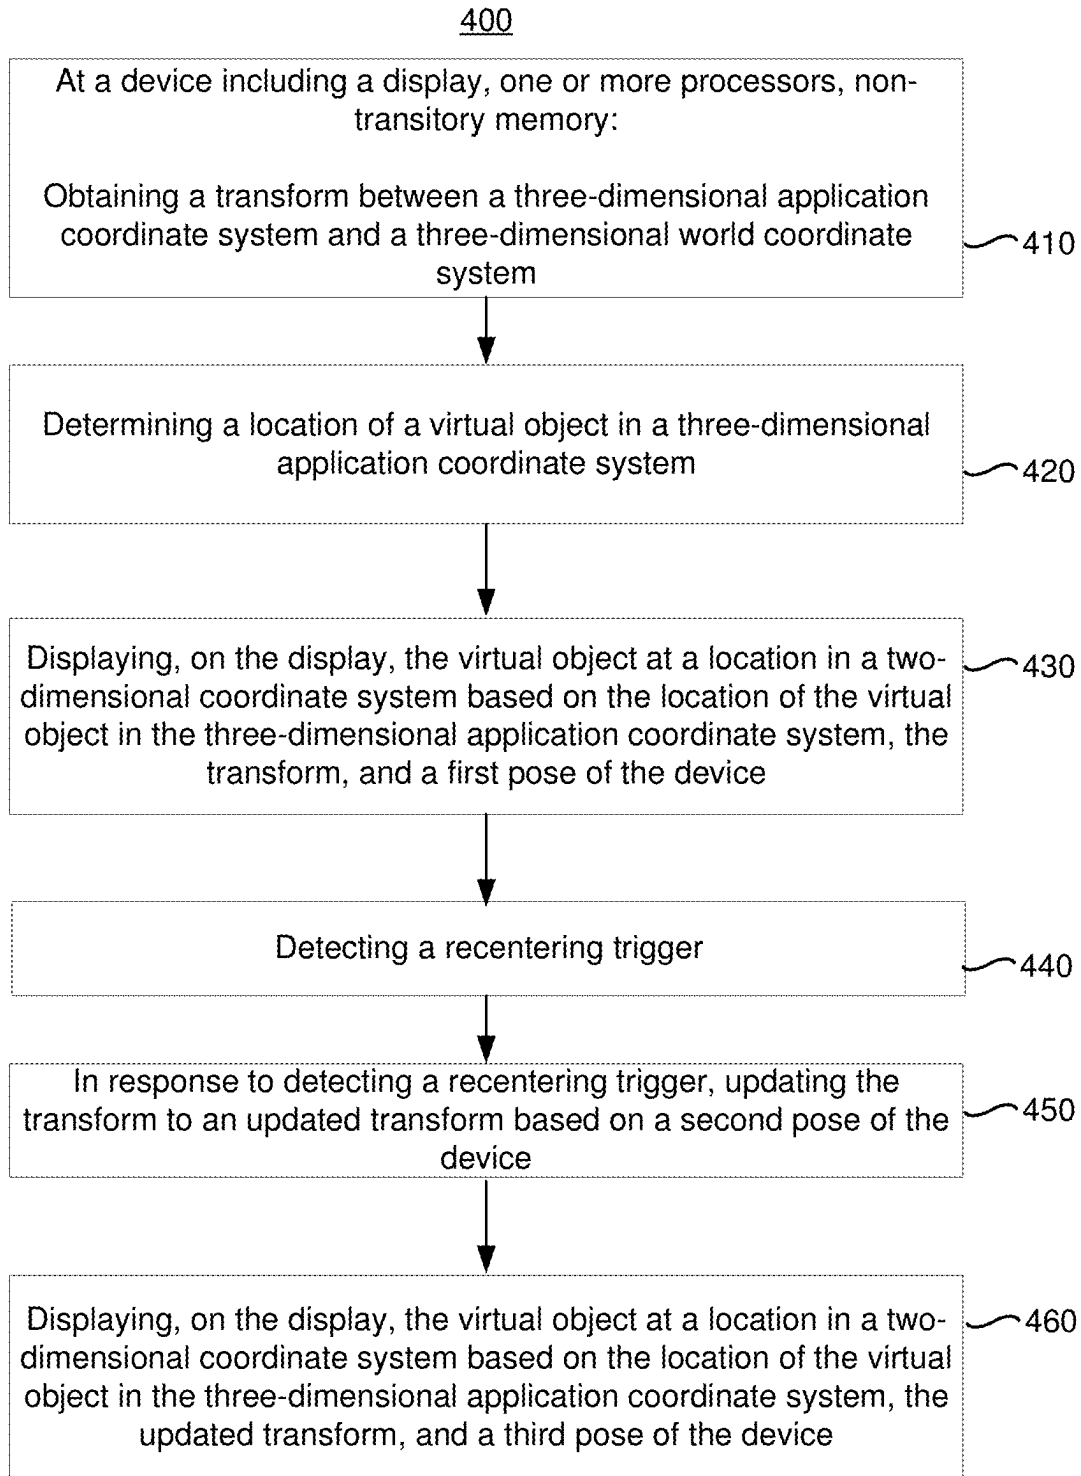 400
At a device including a display, one or more processors, non-
transitory memory:
Obtaining a transform between a three-dimensional application
coordinate system and a three-dimensional world coordinate
system
410
Determining a location of a virtual object in a three-dimensional
application coordinate system
420
Displaying, on the display, the virtual object at a location in a two-
dimensional coordinate system based on the location of the virtual
object in the three-dimensional application coordinate system, the
transform, and a first pose of the device
430
Detecting a recentering trigger
440
In response to detecting a recentering trigger, updating the
transform to an updated transform based on a second pose of the
device
450
Displaying, on the display, the virtual object at a location in a two-
dimensional coordinate system based on the location of the virtual
object in the three-dimensional application coordinate system, the
updated transform, and a third pose of the device
460